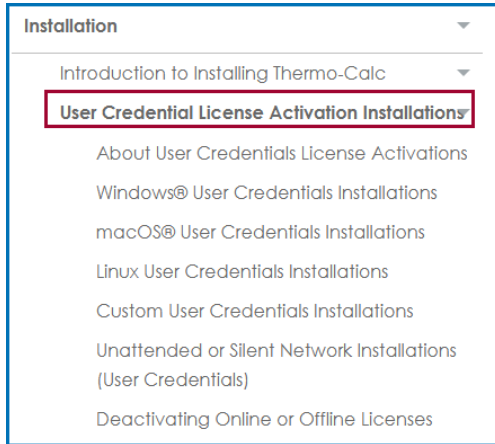 Installation
Introduction to Installing Thermo-Calc
User Credential License Activation Installations
About User Credentials License Activations
Windows® User Credentials Installations
macOS® User Credentials Installations
Linux User Credentials Installations
Custom User Credentials Installations
Unattended or Silent Network Installations
(User Credentials)
Deactivating Online or Offline Licenses